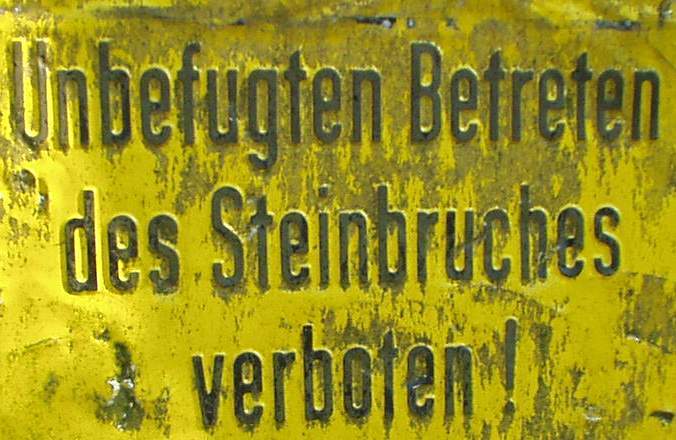 Unbefugten Betreten
des Steinbruches
verboten !